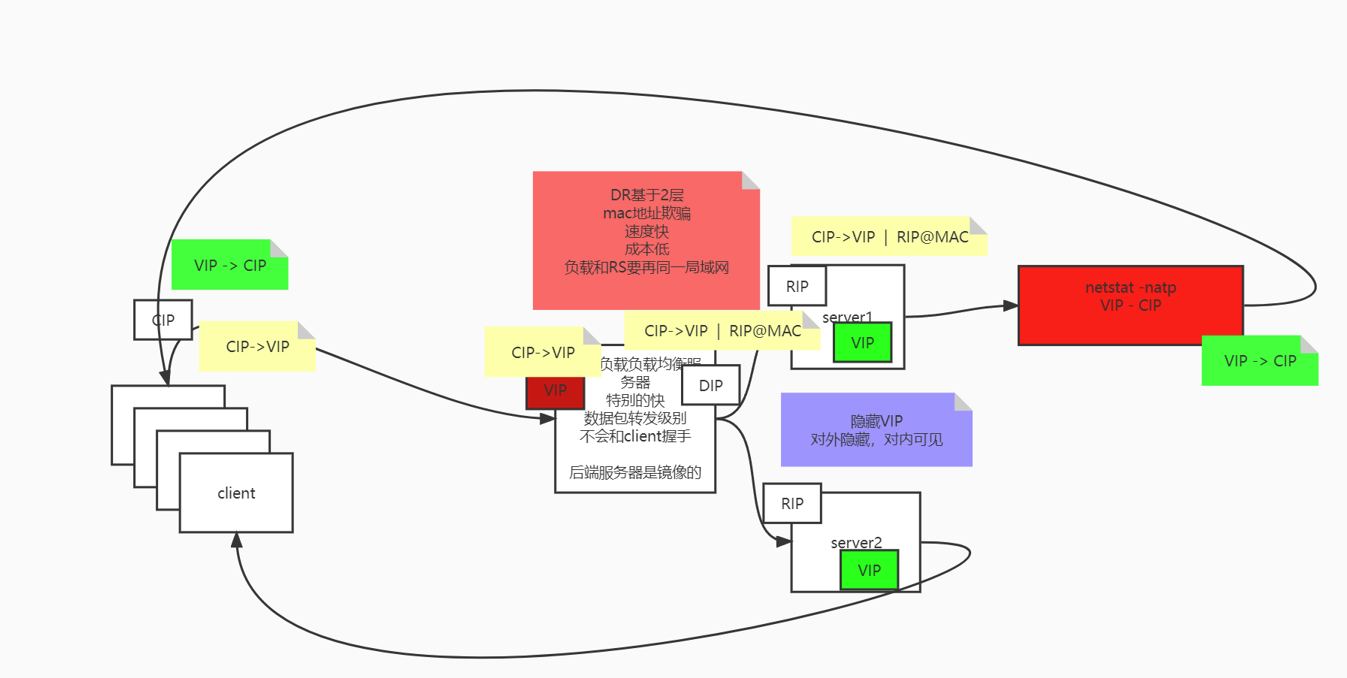 DR基于2层
mac地址欺骗
速度快
成本低
负载和RS要再同一局域网
CIP->VIP | RIP@MAC
VIP -> CIP
CIP
CIP->VIP
RIP
server1
VIP
netstat -natp
VIP - CIP
VIP -> CIP
CIP->VIP | RIP@MAC
CIP->VIP
VIP
DIP
负载负载均衡服
务器
特别的快
数据包转发级别
不会和client握手
后端服务器是镜像的
隐藏VIP
对外隐藏，对内可见
client
RIP
server2
VIP